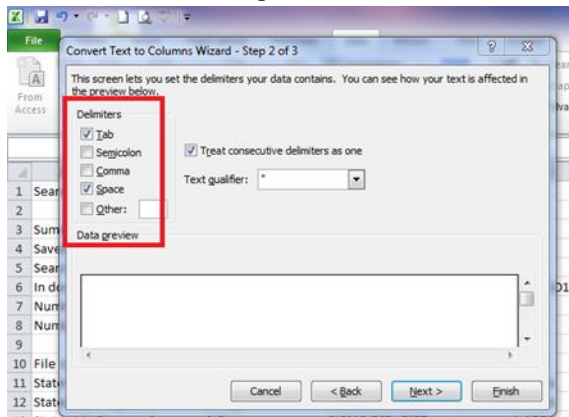 File
Convert Text to Columns Wizard - Step 2 of 3
This screen lets you set the delimiters your data contains. You can see how your text is affected in
the preview below.
From
Access
Delimiters
Tab
Semicolon
Treat consecutive delimiters as one
Comma
Text qualifier: "
Space
Other:
Data preview
1 Sear
2
3 Sum
4 Save
5 Sear
6 In de
7 Num
8 Num
9
10 File
11 State
12 State
Cancel
< Back
Next >
Finish